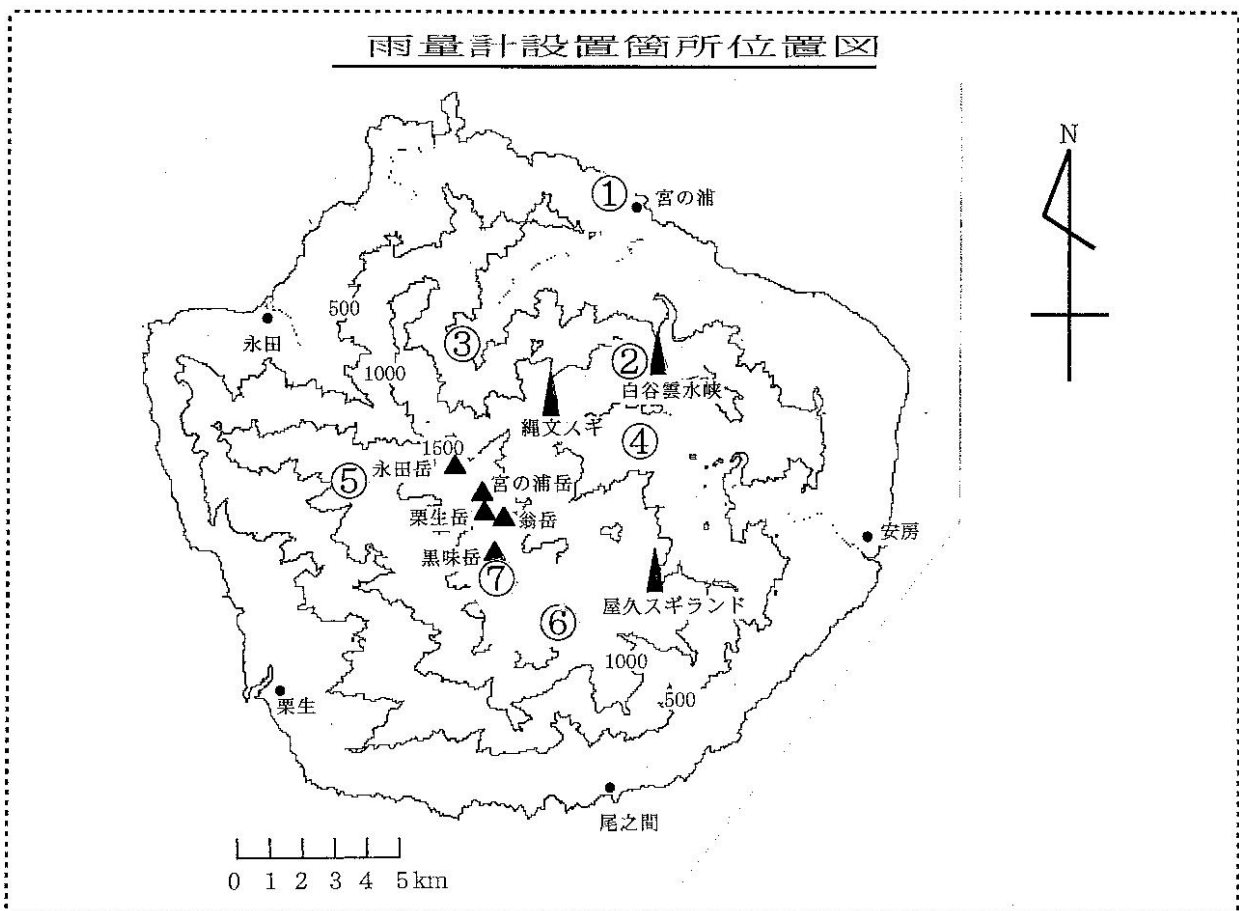 雨量計設置箇所位置図
N
① 宮の浦
500
永田
③
②
1000
白谷雲水峡
縄文スギ
④
1500
永田岳
⑤
宮の浦岳
栗生岳
翁岳
安房
黒味岳
⑦
屋久スギランド
⑥
1000
500
栗生
尾之間
0 1 2 3 4 5km